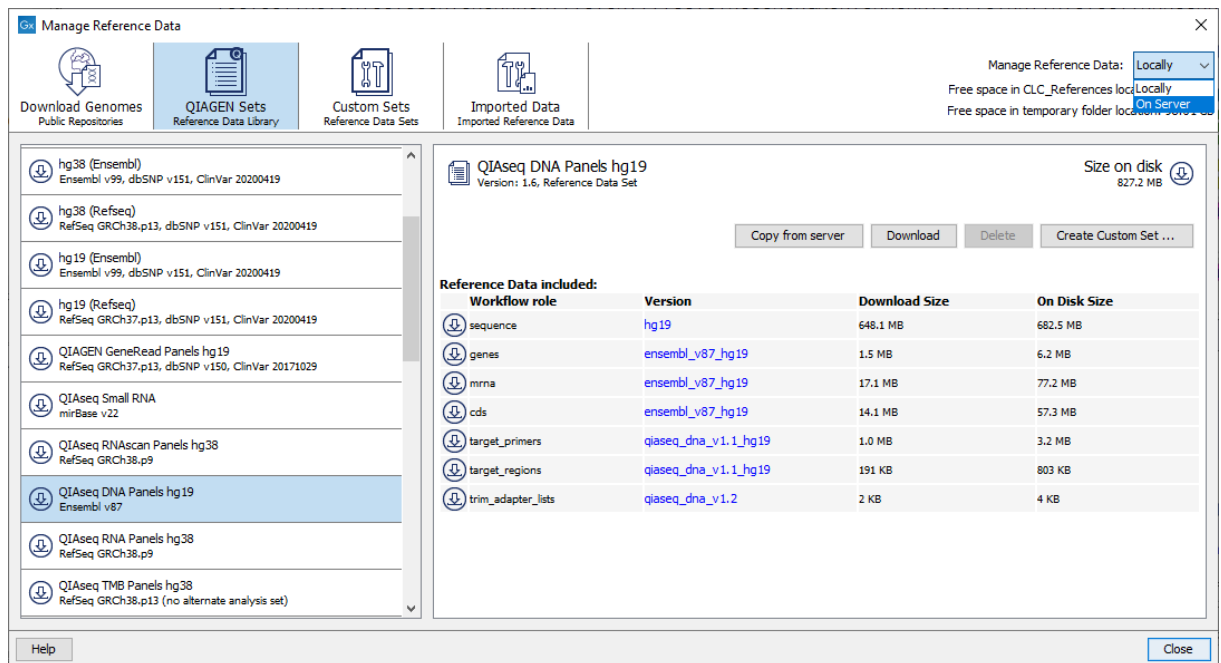 Gx Manage Reference Data
Manage Reference Data: Locally
Locally
On Server
Free space in CLC_References
Free space in temporary folder
Download Genomes
Public Repositories
QIAGEN Sets
Reference Data Library
Custom Sets
Reference Data Sets
Imported Data
Imported Reference Data
hg38 (Ensembl)
Ensembl v99, dbSNP v151, ClinVar 20200419
hg38 (Refseq)
RefSeq GRCh38.p13, dbSNP v151, ClinVar 20200419
hg19 (Ensembl)
Ensembl v99, dbSNP v151, ClinVar 20200419
hg19 (Refseq)
RefSeq GRCh37.p13, dbSNP v151, ClinVar 20200419
QIAGEN GeneRead Panels hg19
RefSeq GRCh37.p13, dbSNP v150, ClinVar 20171029
QIAseq Small RNA
mirBase v22
QIAseq RNAscan Panels hg38
RefSeq GRCh38.p9
QIAseq DNA Panels hg19
Ensembl v87
QIAseq RNA Panels hg38
RefSeq GRCh38.p9
QIAseq TMB Panels hg38
RefSeq GRCh38.p13 (no alternate analysis set)
QIAseq DNA Panels hg19
Version: 1.6, Reference Data Set
Size on disk
827.2 MB
Copy from server Download Delete Create Custom Set ...
Reference Data included:
Workflow role Version Download Size On Disk Size
sequence hg19 648.1 MB 682.5 MB
genes ensembl_v87_hg19 1.5 MB 6.2 MB
mrna ensembl_v87_hg19 17.1 MB 77.2 MB
cds ensembl_v87_hg19 14.1 MB 57.3 MB
target_primers qiaseq_dna_v1.1_hg19 1.0 MB 3.2 MB
target_regions qiaseq_dna_v1.1_hg19 191 KB 803 KB
trim_adapter_lists qiaseq_dna_v1.2 2 KB 4 KB
Help Close